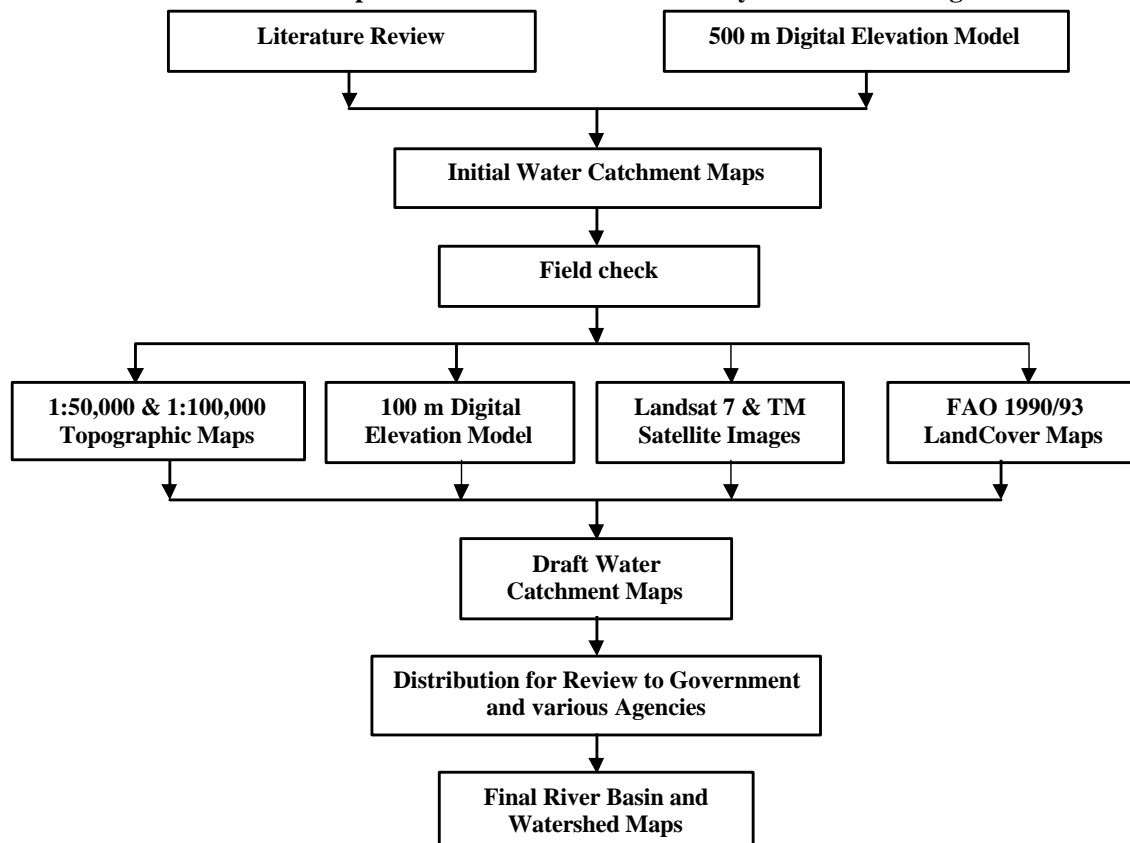 Literature Review
500 m Digital Elevation Model
Initial Water Catchment Maps
Field check
1:50,000 & 1:100,000
Topographic Maps
100 m Digital
Elevation Model
Landsat 7 & TM
Satellite Images
FAO 1990/93
LandCover Maps
Draft Water
Catchment Maps
Distribution for Review to Government
and various Agencies
Final River Basin and
Watershed Maps